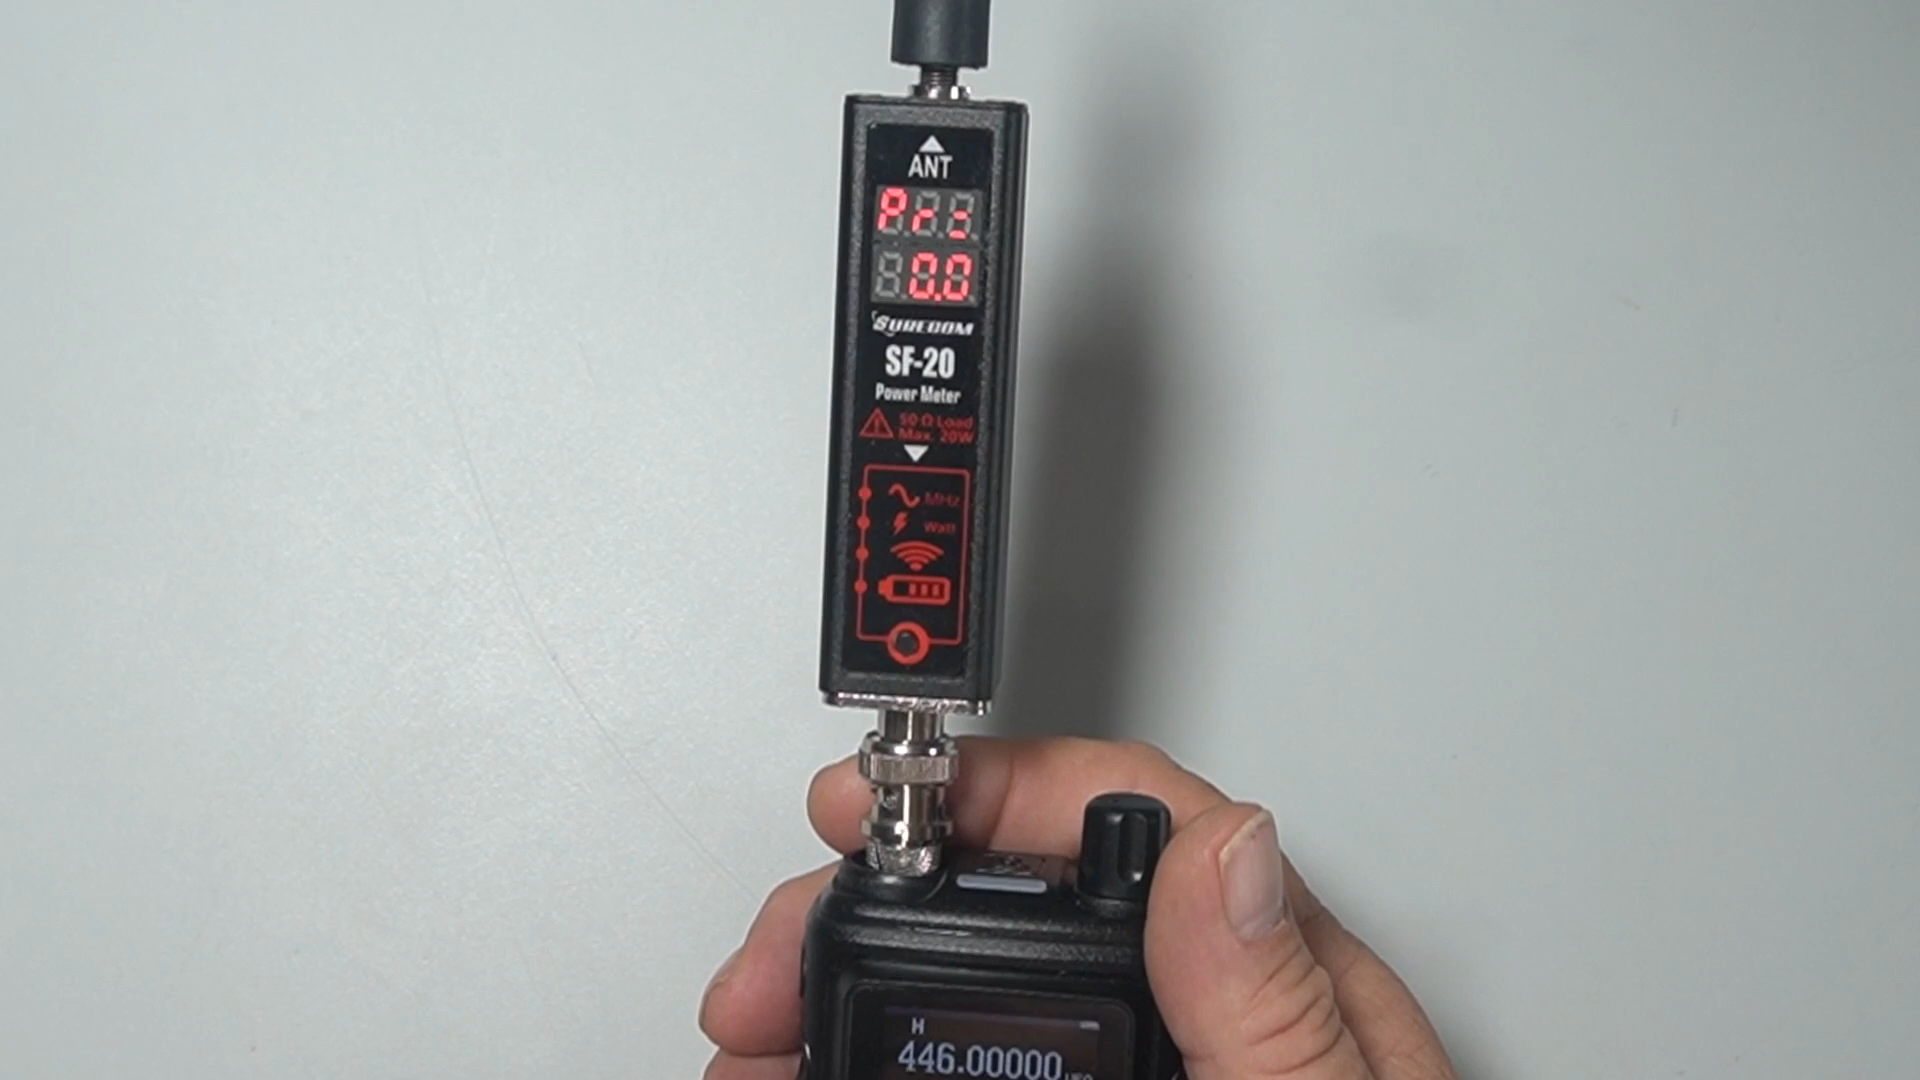 ANT
Pr=
0.0
SURECOM
SF-20
Power Meter
50 Ω Load
Max. 20W
MHz
Watt
H
446.00000